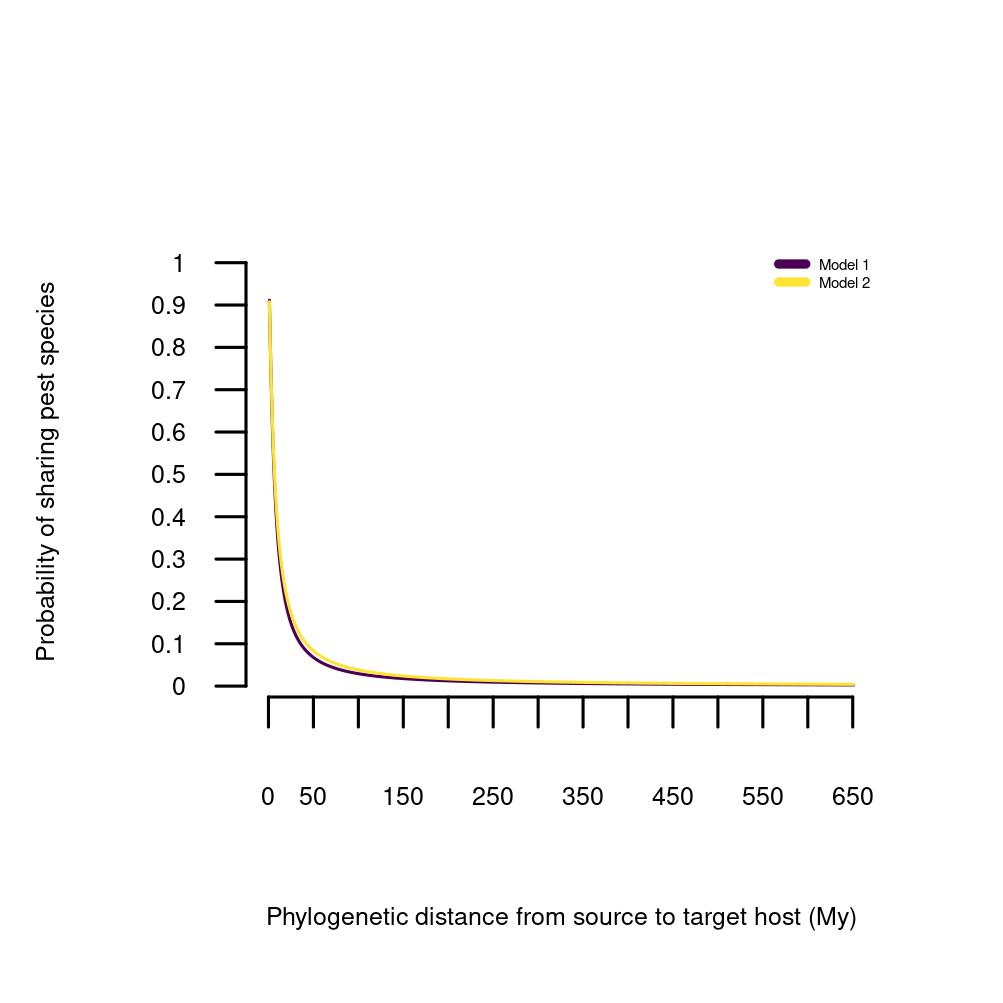 Model 1
Model 2
Probability of sharing pest species
1
0.9
0.8
0.7
0.6
0.5
0.4
0.3
0.2
0.1
0
0 50 150 250 350 450 550 650
Phylogenetic distance from source to target host (My)